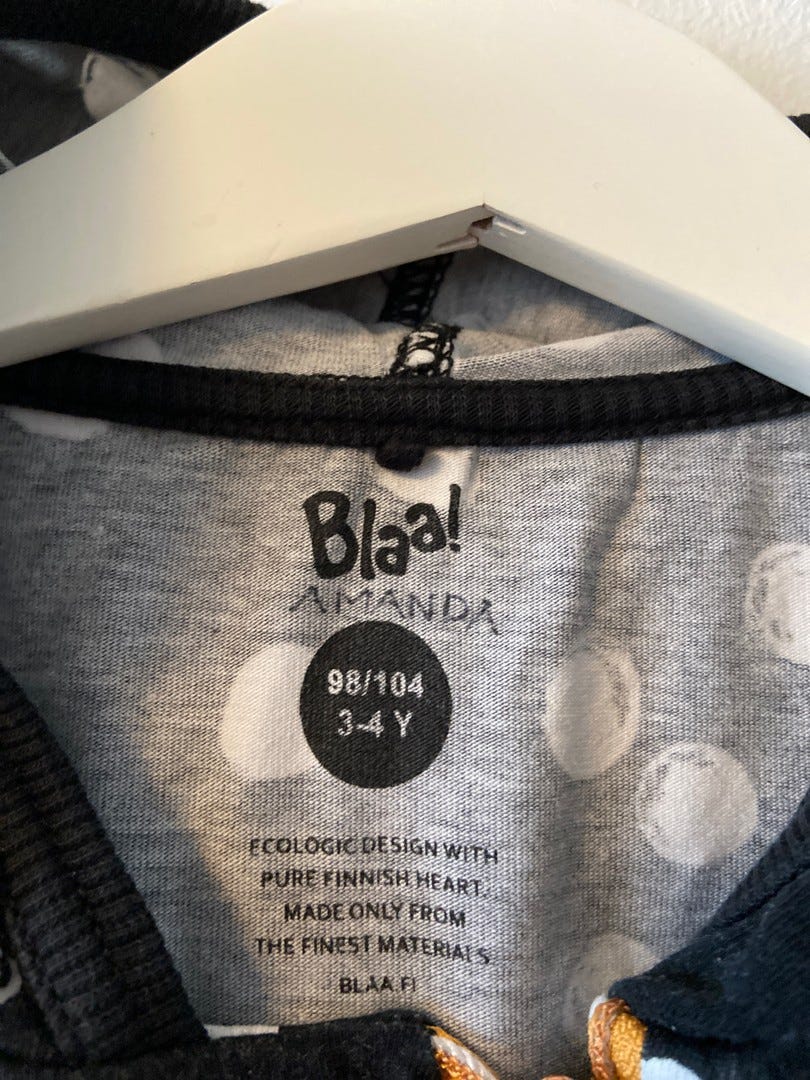 Blaa!
AMANDA
98/104
3-4 Y
ECOLOGIC DESIGN WITH
PURE FINNISH HEART.
MADE ONLY FROM
THE FINEST MATERIALS
BLAA.FI